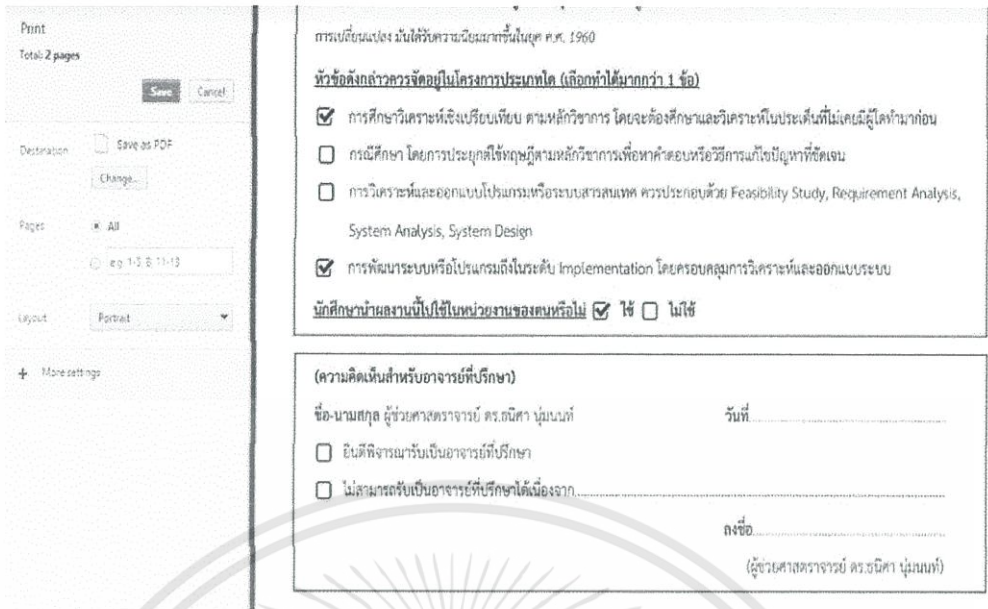 Print
Total: 2 pages
Save Cancel
Destination Save as PDF
Change...
Pages All
e.g. 1-5, 8, 11-13
Layout Portrait
+ More settings
การเปลี่ยนแปลง มันได้รับความนิยมมากขึ้นในยุค ค.ศ. 1960
หัวข้อดังกล่าวควรจัดอยู่ในโครงการประเภทใด (เลือกทำได้มากกว่า 1 ข้อ)
การศึกษาวิเคราะห์เชิงเปรียบเทียบ ตามหลักวิชาการ โดยจะต้องศึกษาและวิเคราะห์ในประเด็นที่ไม่เคยมีผู้ใดทำมาก่อน
กรณีศึกษา โดยการประยุกต์ใช้ทฤษฎีตามหลักวิชาการเพื่อหาคำตอบหรือวิธีการแก้ไขปัญหาที่ชัดเจน
การวิเคราะห์และออกแบบโปรแกรมหรือระบบสารสนเทศ ควรประกอบด้วย Feasibility Study, Requirement Analysis,
System Analysis, System Design
การพัฒนาระบบหรือโปรแกรมถึงในระดับ Implementation โดยครอบคลุมการวิเคราะห์และออกแบบระบบ
นักศึกษานำผลงานนี้ไปใช้ในหน่วยงานของตนหรือไม่ ใช้ ไม่ใช้
(ความคิดเห็นสำหรับอาจารย์ที่ปรึกษา)
ชื่อ-นามสกุล ผู้ช่วยศาสตราจารย์ ดร.ธนิศา นุ่มนนท์ วันที่
ยินดีพิจารณารับเป็นอาจารย์ที่ปรึกษา
ไม่สามารถรับเป็นอาจารย์ที่ปรึกษาได้เนื่องจาก
ลงชื่อ
(ผู้ช่วยศาสตราจารย์ ดร.ธนิศา นุ่มนนท์)